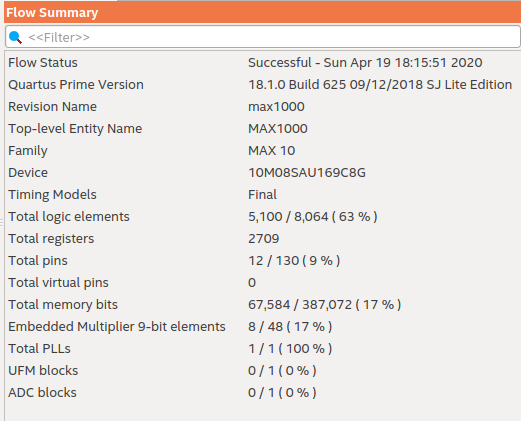 Flow Summary
<<Filter>>
Flow Status Successful - Sun Apr 19 18:15:51 2020
Quartus Prime Version 18.1.0 Build 625 09/12/2018 SJ Lite Edition
Revision Name max1000
Top-level Entity Name MAX1000
Family MAX 10
Device 10M08SAU169C8G
Timing Models Final
Total logic elements 5,100 / 8,064 ( 63 % )
Total registers 2709
Total pins 12 / 130 ( 9 % )
Total virtual pins 0
Total memory bits 67,584 / 387,072 ( 17 % )
Embedded Multiplier 9-bit elements 8 / 48 ( 17 % )
Total PLLs 1 / 1 ( 100 % )
UFM blocks 0 / 1 ( 0 % )
ADC blocks 0 / 1 ( 0 % )